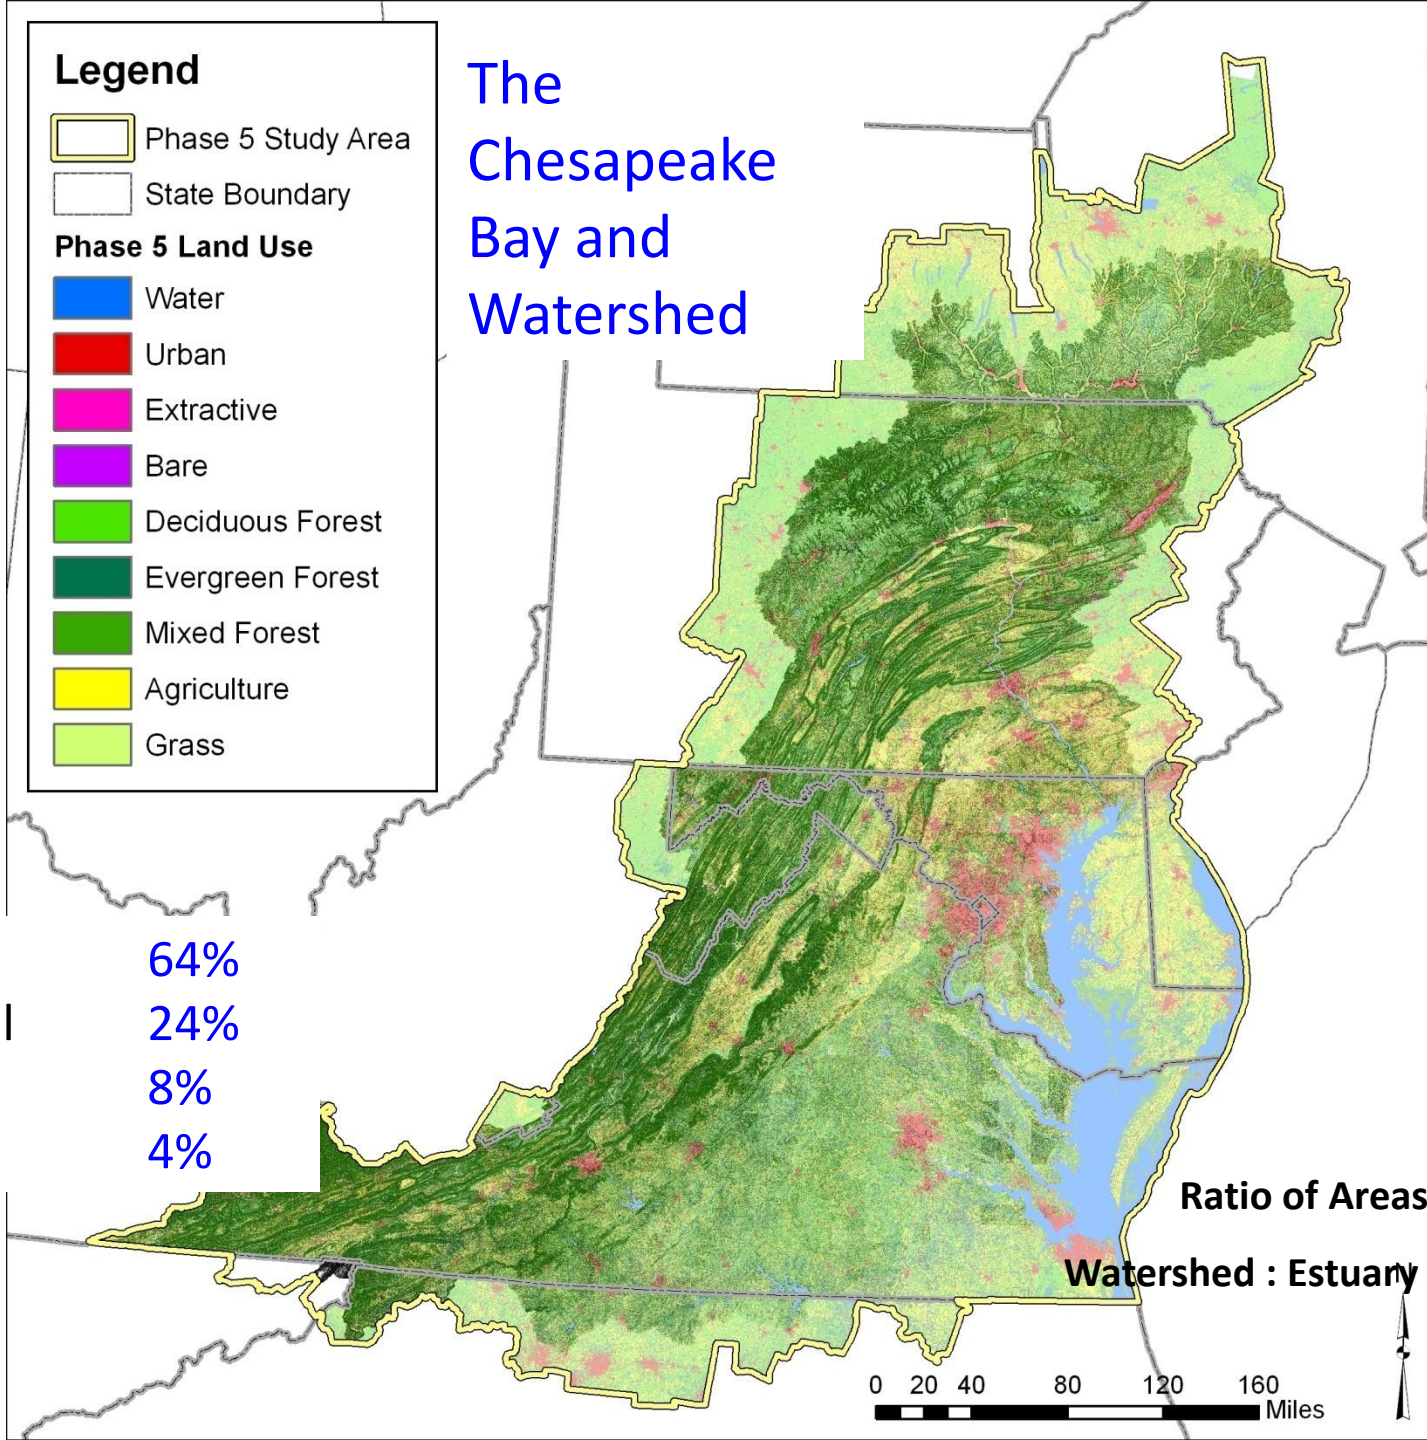 Legend
Phase 5 Study Area
State Boundary
Phase 5 Land Use
Water
Urban
Extractive
Bare
Deciduous Forest
Evergreen Forest
Mixed Forest
Agriculture
Grass
The
Chesapeake
Bay and
Watershed
64%
l 24%
8%
4%
Ratio of Areas
Watershed : Estuary
N
0 20 40 80 120 160
Miles